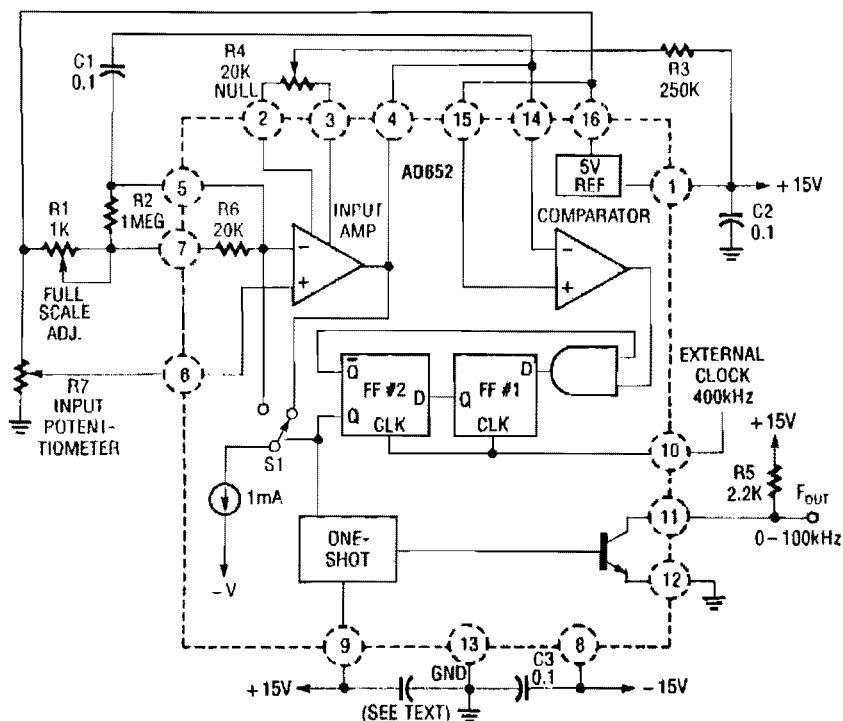 C1
0.1
R4
20K
NULL
R3
250K
2
3
4
15
14
16
AD652
5V
REF
1
+15V
C2
0.1
5
R1
1K
R2
1MEG
R6
20K
7
INPUT
AMP
COMPARATOR
−
+
−
+
FULL
SCALE
ADJ.
6
R7
INPUT
POTENTI-
TIOMETER
Q
FF #2
D
Q
CLK
Q
FF #1
D
CLK
EXTERNAL
CLOCK
400kHz
10
+15V
R5
2.2K
FOUT
0–100kHz
11
12
S1
1mA
−V
ONE-
SHOT
9
13
8
GND
C3
0.1
+15V
(SEE TEXT)
−15V